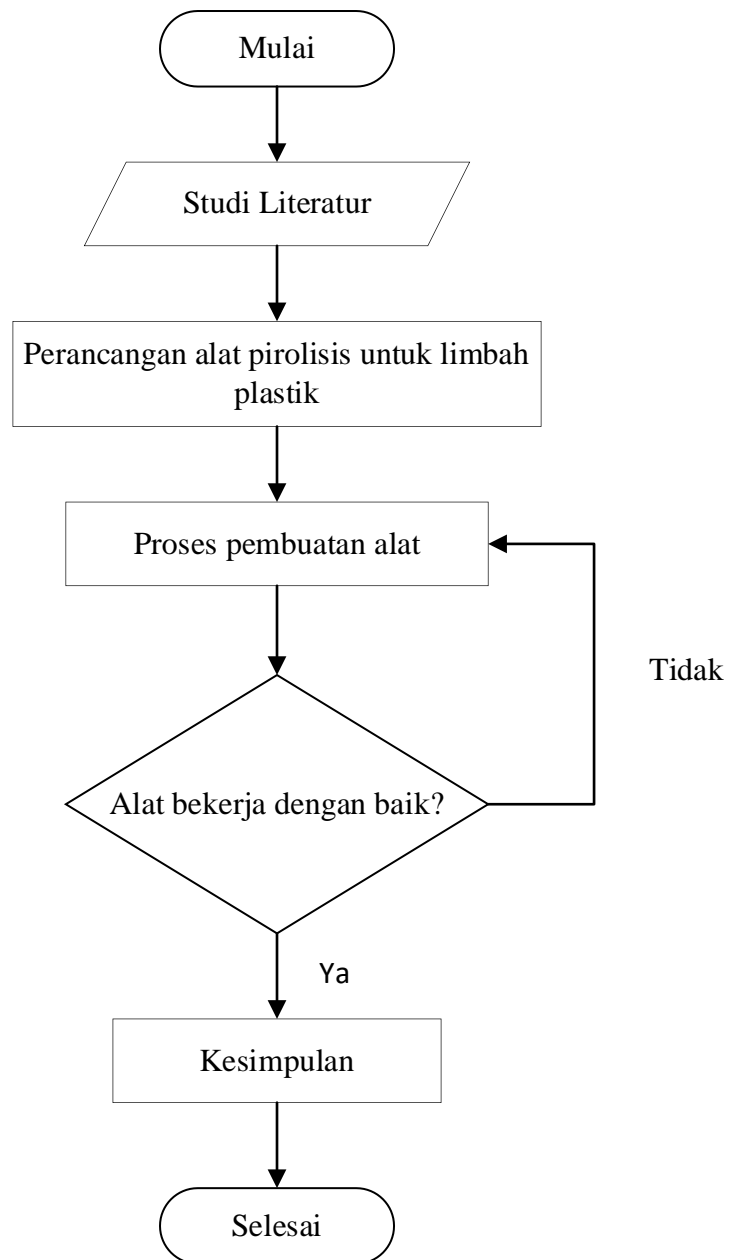 Mulai
Studi Literatur
Perancangan alat pirolisis untuk limbah
plastik
Proses pembuatan alat
Tidak
Alat bekerja dengan baik?
Ya
Kesimpulan
Selesai